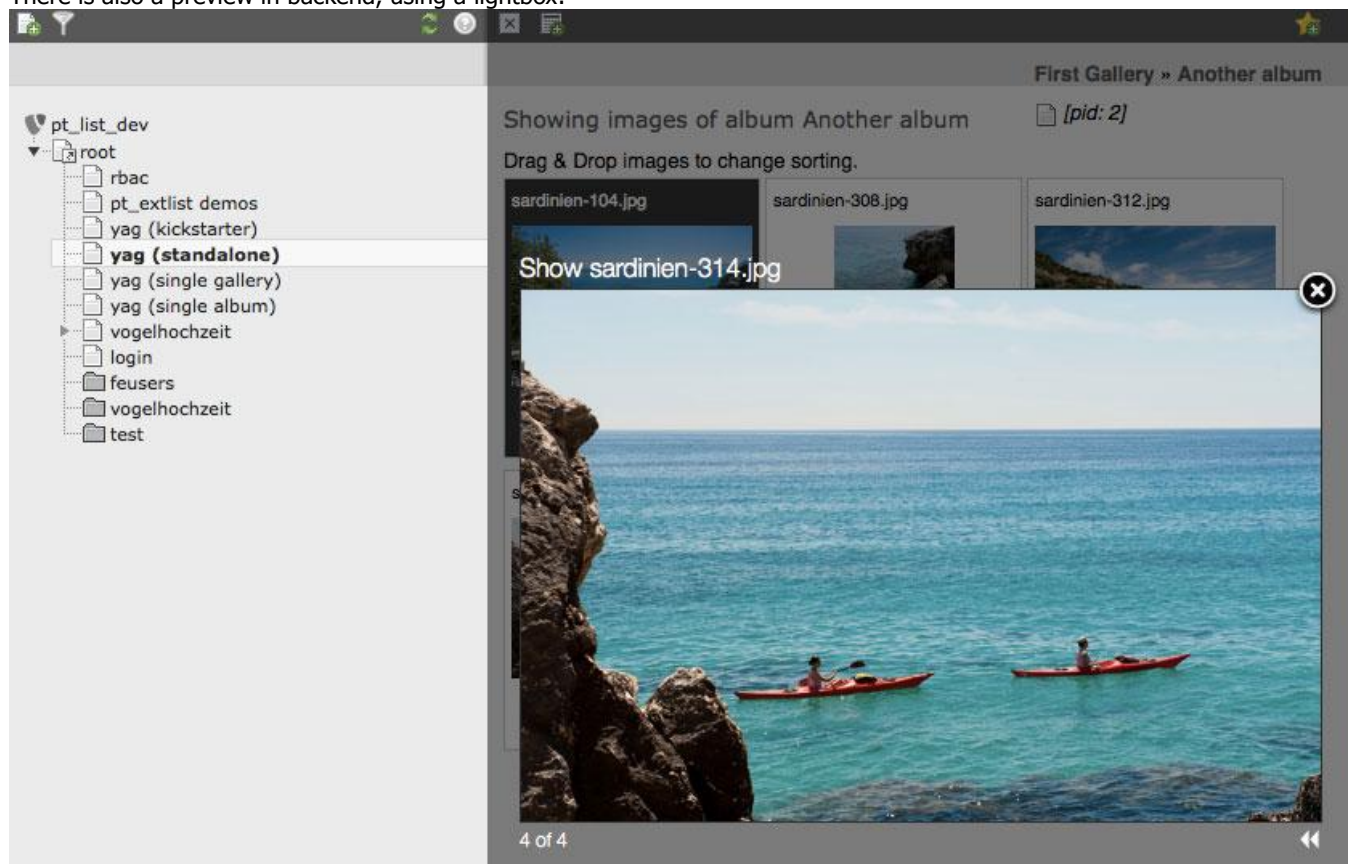 There is also a preview in backend, using a lightbox:
First Gallery » Another album
pt_list_dev
root
rbac
pt_extlist demos
yag (kickstarter)
yag (standalone)
yag (single gallery)
yag (single album)
vogelhochzeit
login
feusers
vogelhochzeit
test
Showing images of album Another album
[pid: 2]
Drag & Drop images to change sorting.
sardinien-104.jpg
sardinien-308.jpg
sardinien-312.jpg
Show sardinien-314.jpg
4 of 4